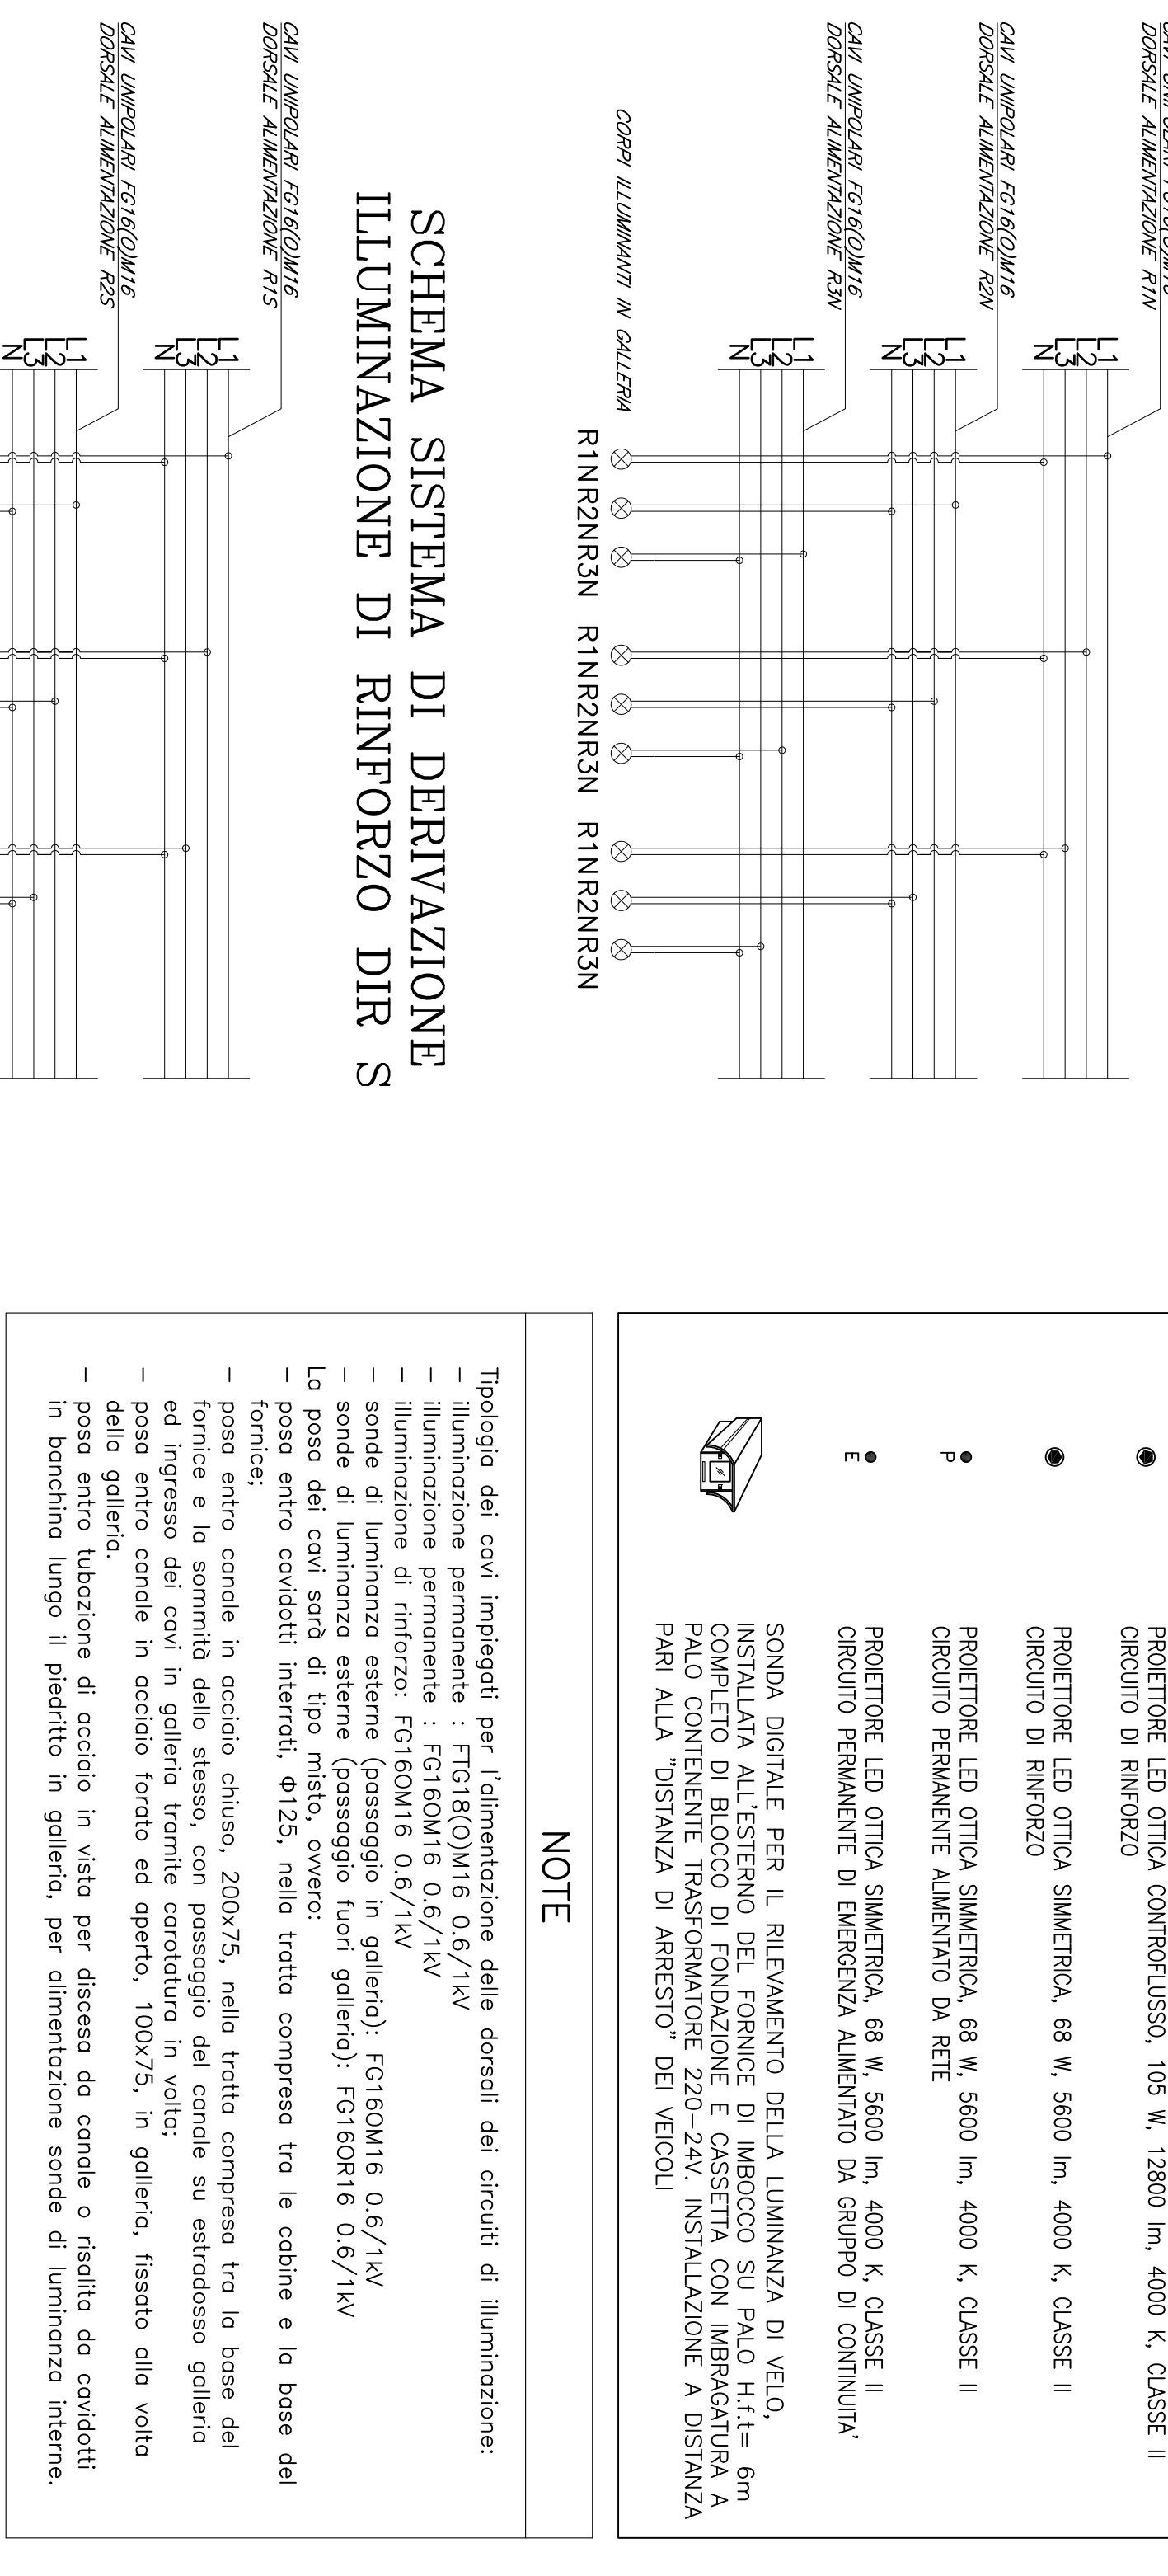 CAVI UNIPOLARI FG16(O)M16
DORSALE ALIMENTAZIONE R1N
L1
L2
L3
N
CAVI UNIPOLARI FG16(O)M16
DORSALE ALIMENTAZIONE R2N
L1
L2
L3
N
CAVI UNIPOLARI FG16(O)M16
DORSALE ALIMENTAZIONE R3N
L1
L2
L3
N
CORPI ILLUMINANTI IN GALLERIA
R1N R2N R3N R1N R2N R3N R1N R2N R3N
SCHEMA SISTEMA DI DERIVAZIONE
ILLUMINAZIONE DI RINFORZO DIR S
CAVI UNIPOLARI FG16(O)M16
DORSALE ALIMENTAZIONE R1S
L1
L2
L3
N
CAVI UNIPOLARI FG16(O)M16
DORSALE ALIMENTAZIONE R2S
L1
L2
L3
N
PROIETTORE LED OTTICA CONTROFLUSSO, 105 W, 12800 lm, 4000 K, CLASSE II
CIRCUITO DI RINFORZO
PROIETTORE LED OTTICA SIMMETRICA, 68 W, 5600 lm, 4000 K, CLASSE II
CIRCUITO DI RINFORZO
P
PROIETTORE LED OTTICA SIMMETRICA, 68 W, 5600 lm, 4000 K, CLASSE II
CIRCUITO PERMANENTE ALIMENTATO DA RETE
E
PROIETTORE LED OTTICA SIMMETRICA, 68 W, 5600 lm, 4000 K, CLASSE II
CIRCUITO PERMANENTE DI EMERGENZA ALIMENTATO DA GRUPPO DI CONTINUITA'
SONDA DIGITALE PER IL RILEVAMENTO DELLA LUMINANZA DI VELO,
INSTALLATA ALL'ESTERNO DEL FORNICE DI IMBOCCO SU PALO H.f.t= 6m
COMPLETO DI BLOCCO DI FONDAZIONE E CASSETTA CON IMBRAGATURA A
PALO CONTENENTE TRASFORMATORE 220-24V. INSTALLAZIONE A DISTANZA
PARI ALLA "DISTANZA DI ARRESTO" DEI VEICOLI
NOTE
Tipologia dei cavi impiegati per l'alimentazione delle dorsali dei circuiti di illuminazione:
- illuminazione permanente : FTG18(O)M16 0.6/1kV
- illuminazione permanente : FG16OM16 0.6/1kV
- illuminazione di rinforzo: FG16OM16 0.6/1kV
- sonde di luminanza esterne (passaggio in galleria): FG16OM16 0.6/1kV
- sonde di luminanza esterne (passaggio fuori galleria): FG16OR16 0.6/1kV
La posa dei cavi sarà di tipo misto, ovvero:
- posa entro cavidotti interrati, Φ125, nella tratta compresa tra le cabine e la base del
fornice;
- posa entro canale in acciaio chiuso, 200x75, nella tratta compresa tra la base del
fornice e la sommità dello stesso, con passaggio del canale su estradosso galleria
ed ingresso dei cavi in galleria tramite carotatura in volta;
- posa entro canale in acciaio forato ed aperto, 100x75, in galleria, fissato alla volta
della galleria.
- posa entro tubazione di acciaio in vista per discesa da canale o risalita da cavidotti
in banchina lungo il piedritto in galleria, per alimentazione sonde di luminanza interne.